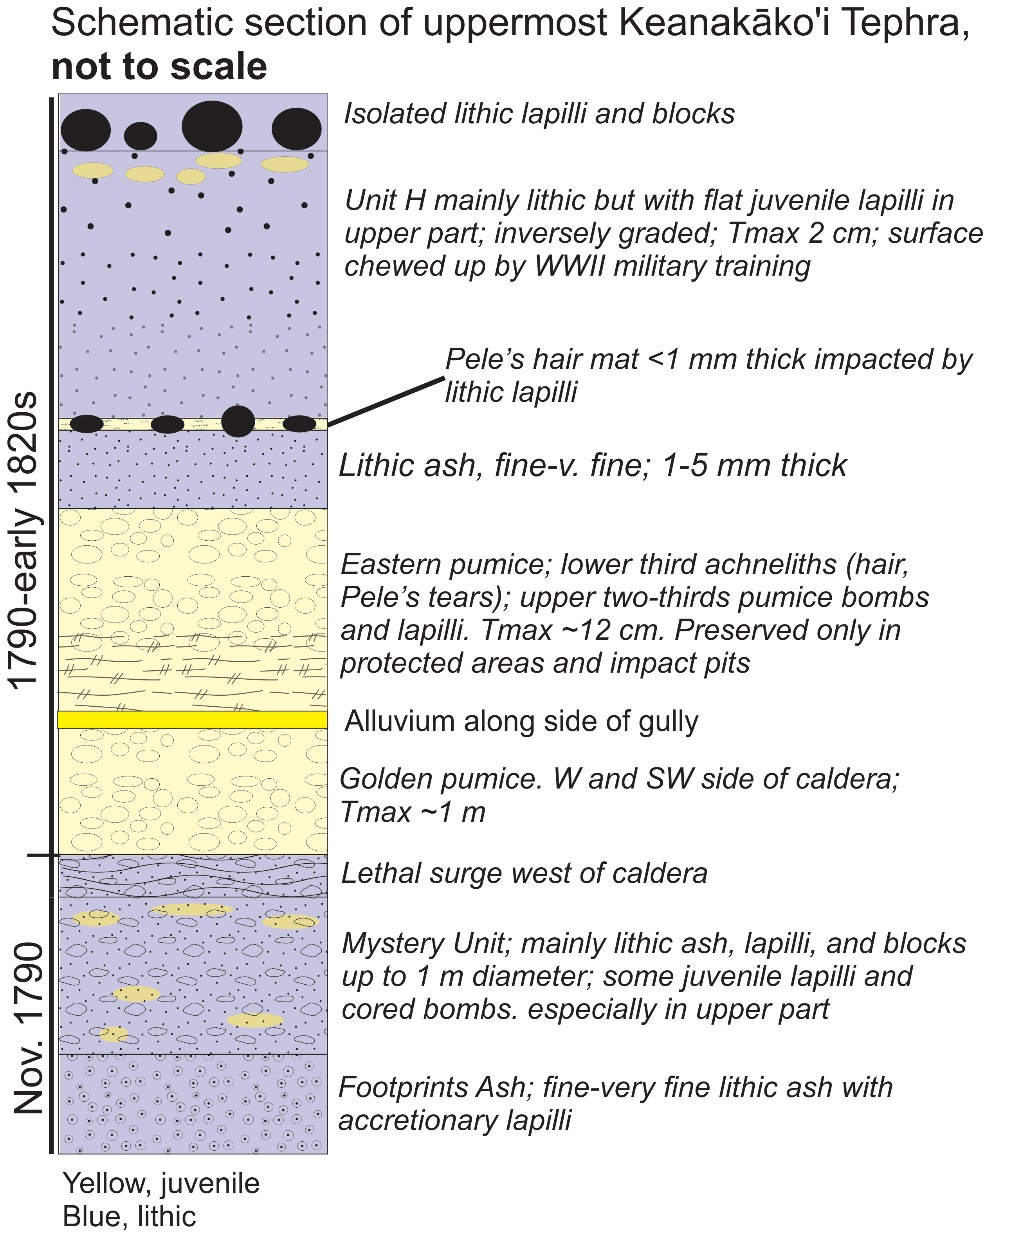 Schematic section of uppermost Keanakāko'i Tephra,
not to scale
Isolated lithic lapilli and blocks
Unit H mainly lithic but with flat juvenile lapilli in
upper part; inversely graded; Tmax 2 cm; surface
chewed up by WWII military training
Pele’s hair mat <1 mm thick impacted by
lithic lapilli
Lithic ash, fine-v. fine; 1-5 mm thick
1790-early 1820s
Eastern pumice; lower third achneliths (hair,
Pele’s tears); upper two-thirds pumice bombs
and lapilli. Tmax ~12 cm. Preserved only in
protected areas and impact pits
Alluvium along side of gully
Golden pumice. W and SW side of caldera;
Tmax ~1 m
Lethal surge west of caldera
Nov. 1790
Mystery Unit; mainly lithic ash, lapilli, and blocks
up to 1 m diameter; some juvenile lapilli and
cored bombs. especially in upper part
Footprints Ash; fine-very fine lithic ash with
accretionary lapilli
Yellow, juvenile
Blue, lithic